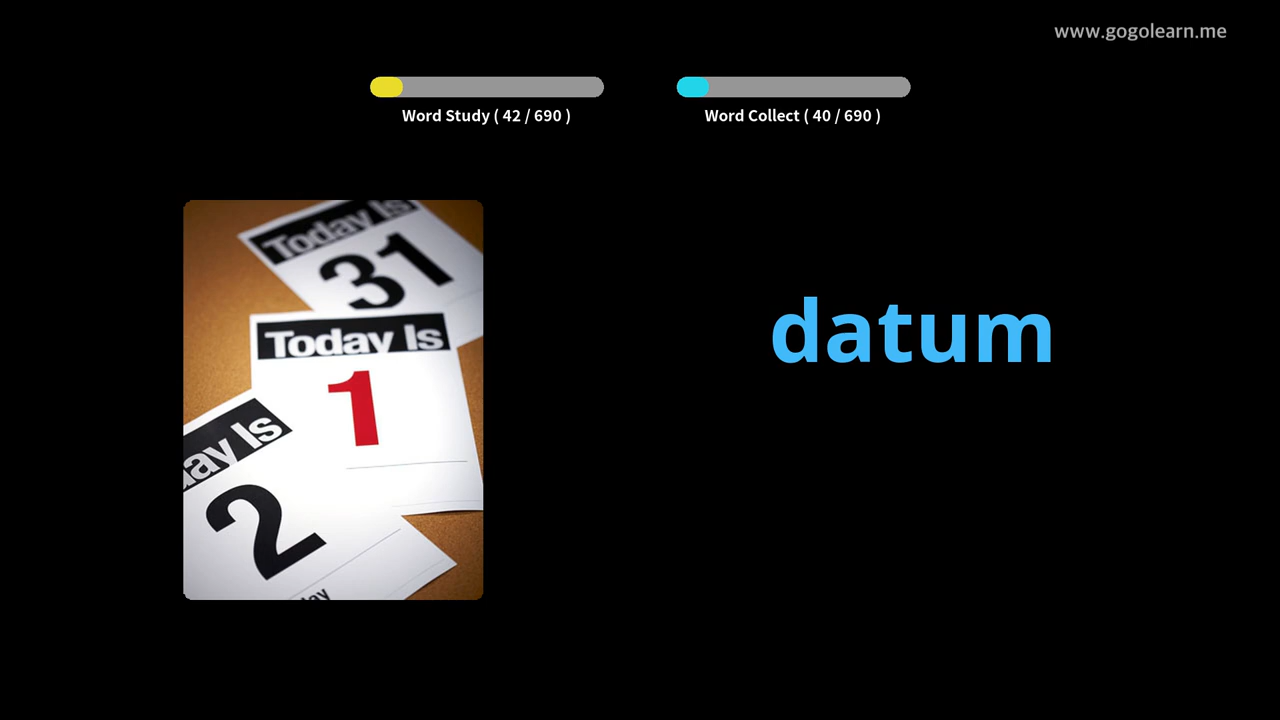 www.gogolearn.me
Word Study ( 42 / 690 )
Word Collect ( 40 / 690 )
Today Is
31
Today Is
1
ay Is
2
ay
datum